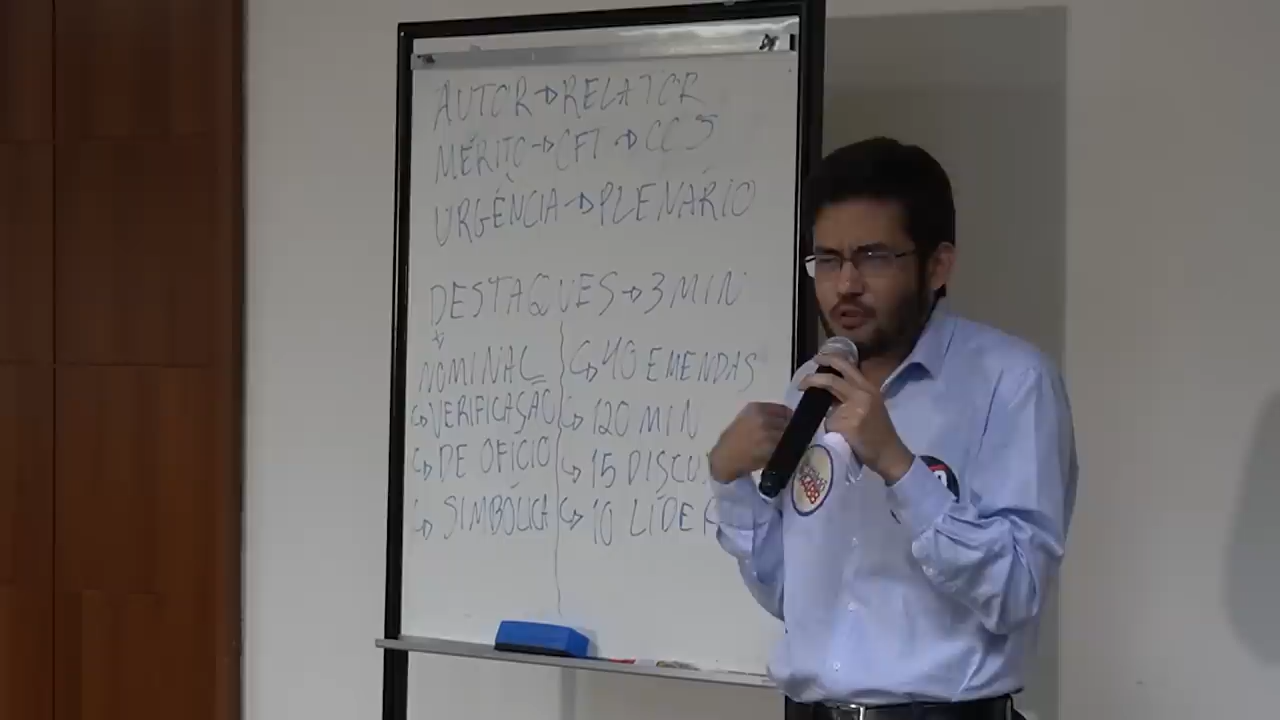 AUTOR→RELATOR
MÉRITO→CFT→CCJ
URGÊNCIA→PLENÁRIO
DESTAQUES→3 MIN
NOMINAL
VERIFICAÇÃO
DE OFÍCIO
SIMBÓLICA
40 EMENDAS
120 MIN
15 DISCU
10 LÍDER